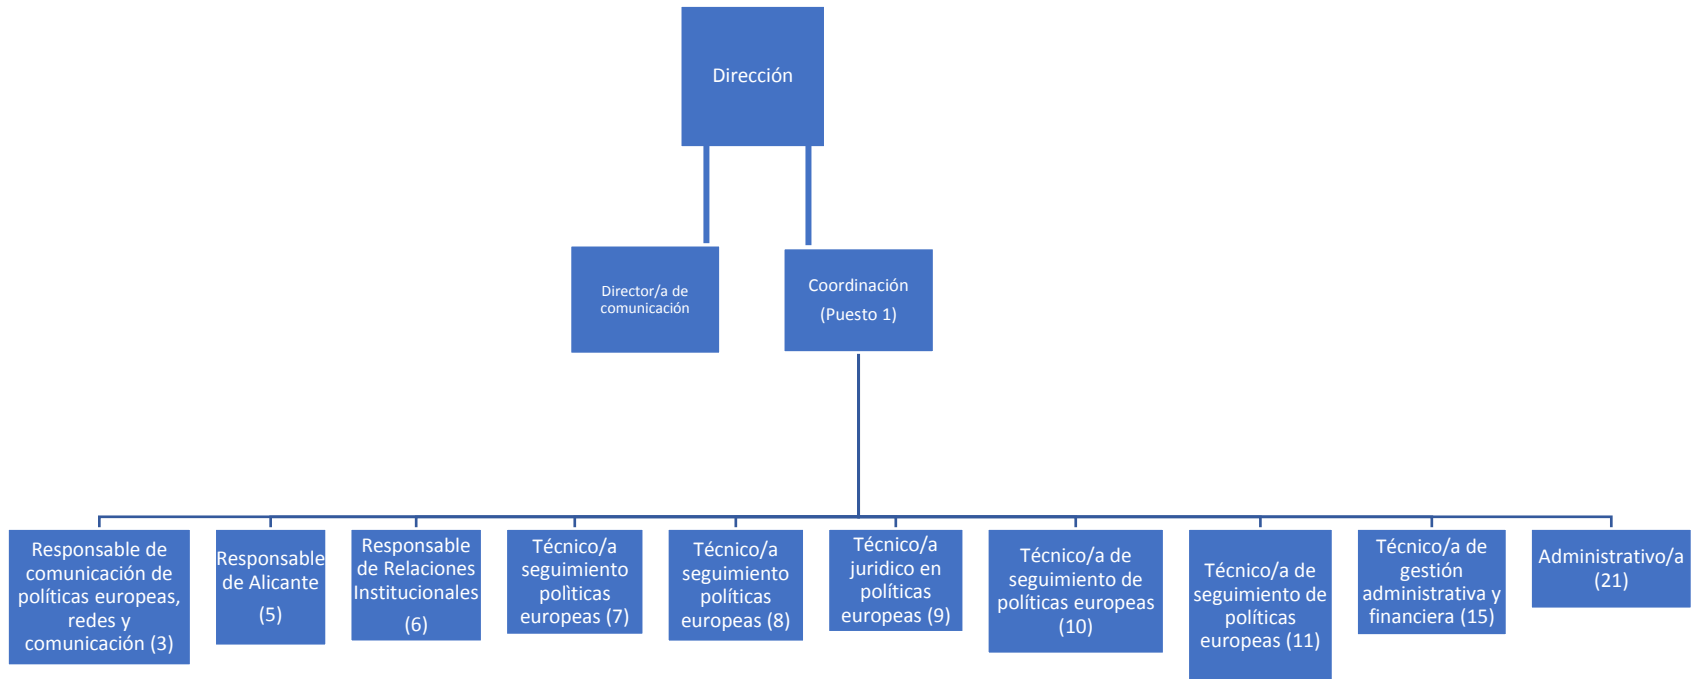 Dirección
Director/a de
comunicación
Coordinación
(Puesto 1)
Responsable de
comunicación de
políticas europeas,
redes y
comunicación (3)
Responsable
de Alicante
(5)
Responsable
de Relaciones
Institucionales
(6)
Técnico/a
seguimiento
polìticas
europeas (7)
Técnico/a
seguimiento
políticas
europeas (8)
Técnico/a
juridico en
políticas
europeas (9)
Técnico/a de
seguimiento de
políticas europeas
(10)
Técnico/a de
seguimiento de
políticas
europeas (11)
Técnico/a de
gestión
administrativa y
financiera (15)
Administrativo/a
(21)